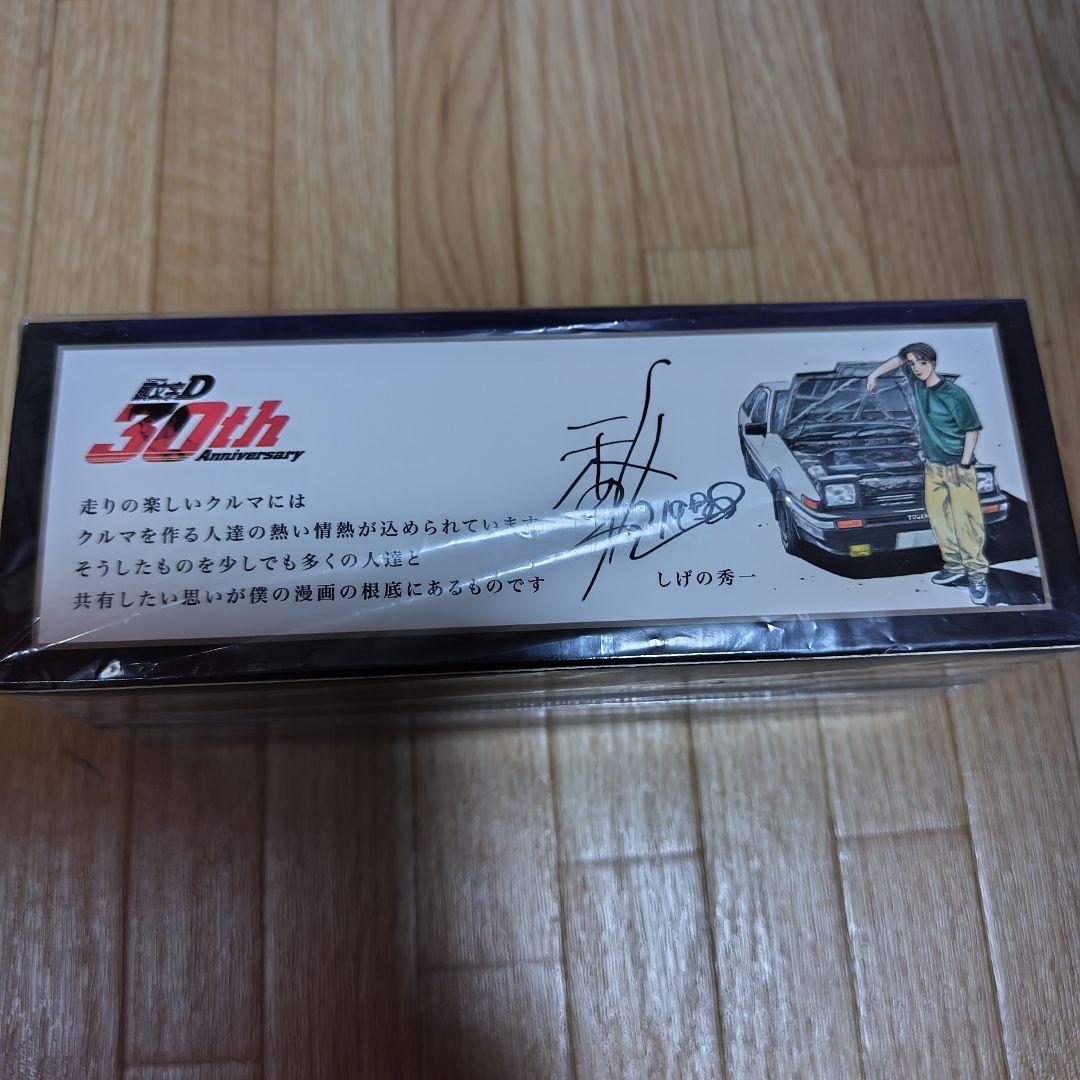 頭文字D
30th
Anniversary
走りの楽しいクルマには
クルマを作る人達の熱い情熱が込められています
そうしたものを少しでも多くの人達と
共有したい思いが僕の漫画の根底にあるものです
しげの秀一